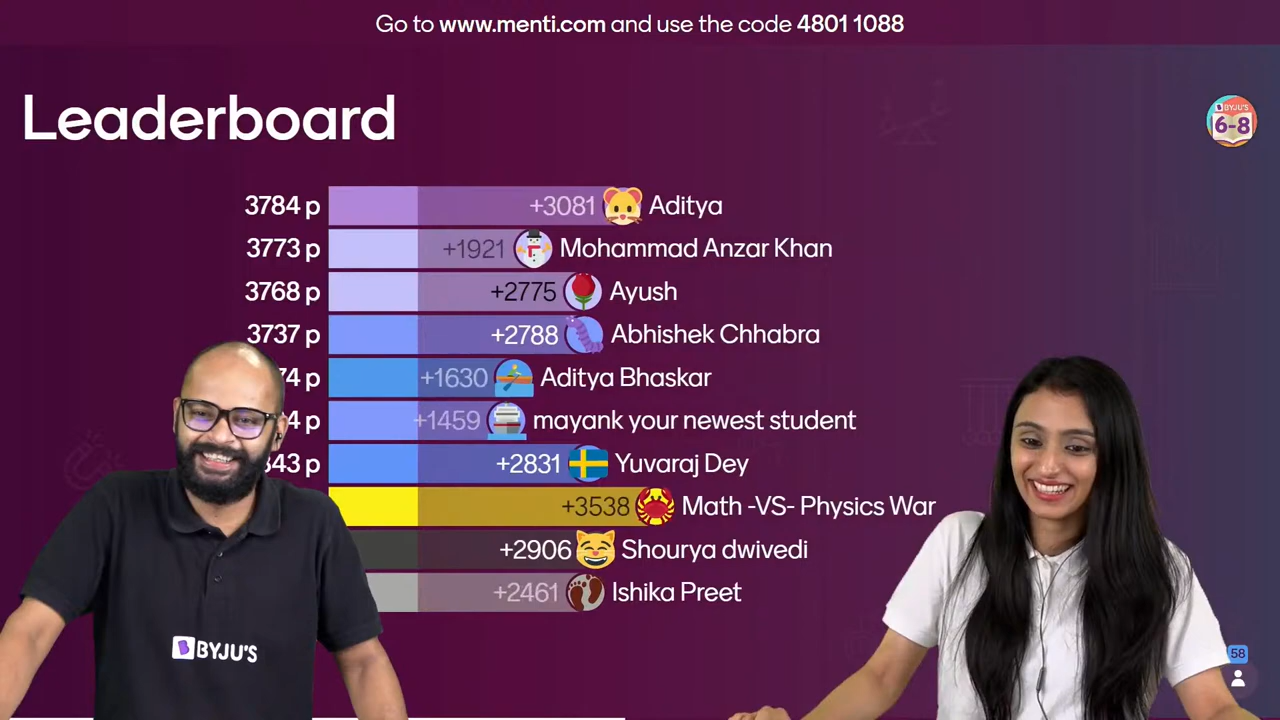 Go to www.menti.com and use the code 4801 1088
Leaderboard
BYJU'S
6-8
3784 p +3081 Aditya
3773 p +1921 Mohammad Anzar Khan
3768 p +2775 Ayush
3737 p +2788 Abhishek Chhabra
p +1630 Aditya Bhaskar
p +1459 mayank your newest student
p +2831 Yuvaraj Dey
+3538 Math -VS- Physics War
+2906 Shourya dwivedi
+2461 Ishika Preet
BYJU'S
58